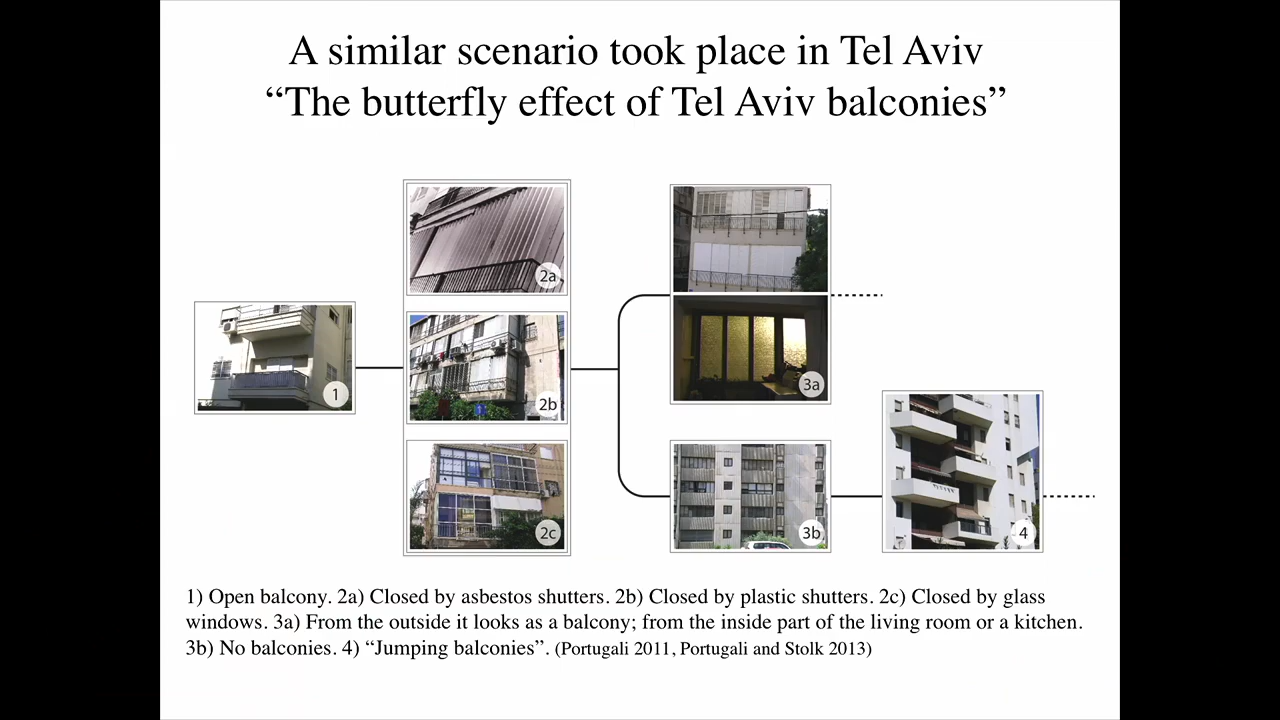 A similar scenario took place in Tel Aviv
“The butterfly effect of Tel Aviv balconies”
2a
1
2b
3a
2c
3b
4
1) Open balcony. 2a) Closed by asbestos shutters. 2b) Closed by plastic shutters. 2c) Closed by glass
windows. 3a) From the outside it looks as a balcony; from the inside part of the living room or a kitchen.
3b) No balconies. 4) “Jumping balconies”. (Portugali 2011, Portugali and Stolk 2013)